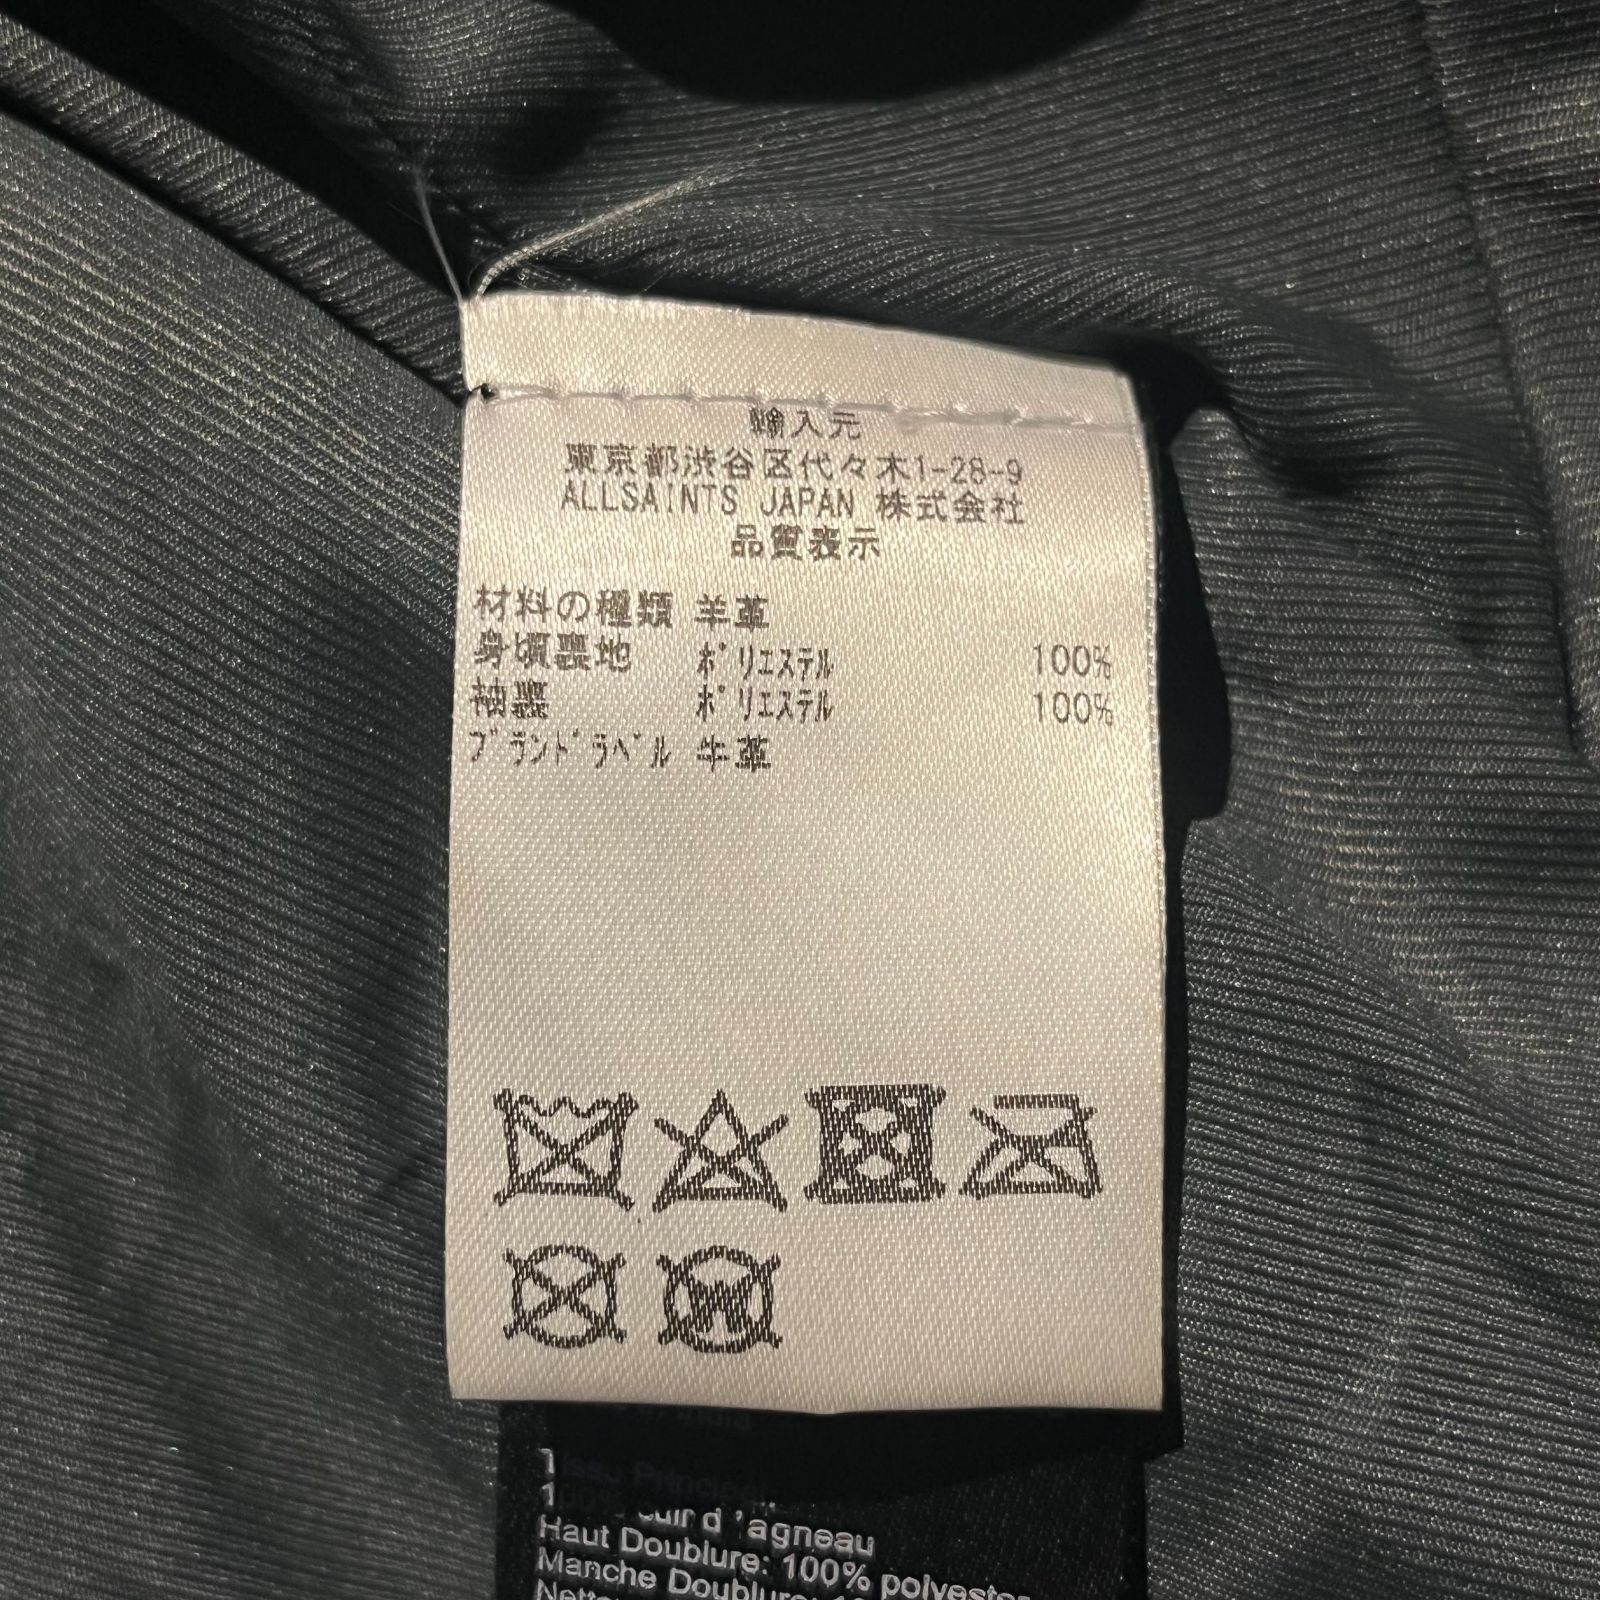 輸入元
東京都渋谷区代々木1-28-9
ALLSAINTS JAPAN 株式会社
品質表示
材料の種類 羊革
身頃裏地 ポリエステル 100%
袖裏 ポリエステル 100%
ブランドラベル 牛革
India
100% cuir d'agneau
Haut Doublure: 100% polyester
Manche Doublure: